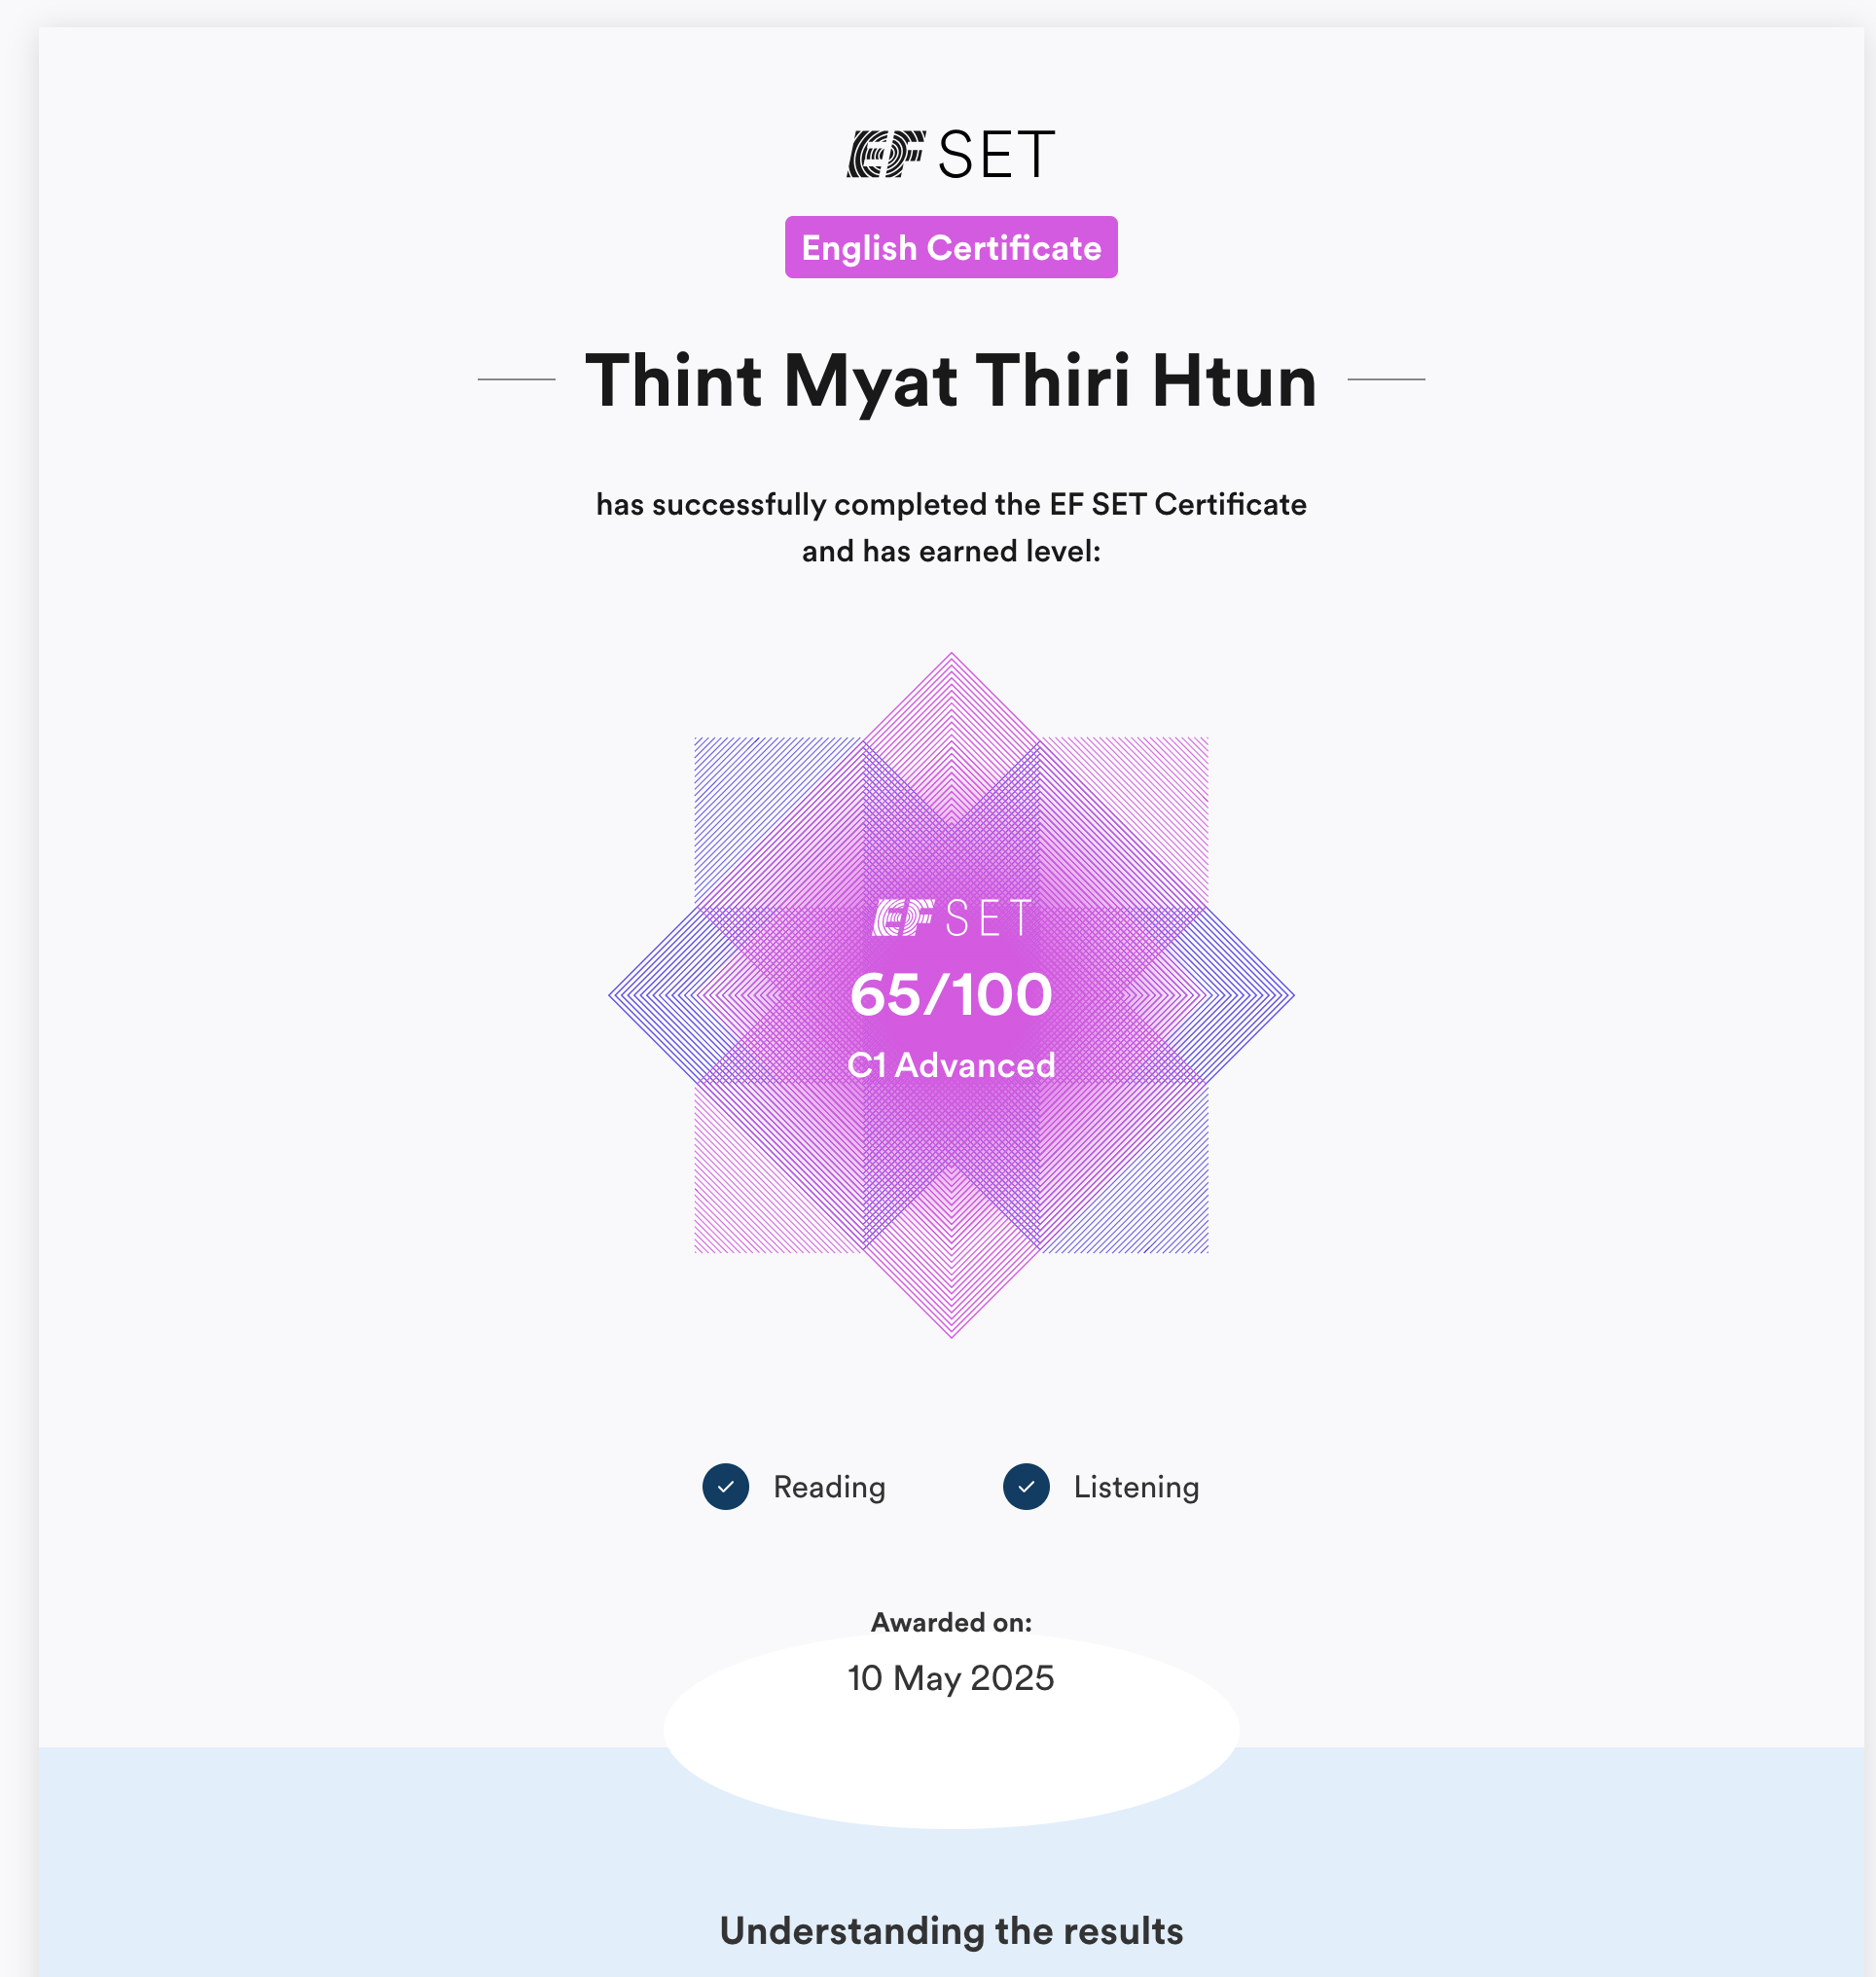 EF SET
English Certificate
Thint Myat Thiri Htun
has successfully completed the EF SET Certificate
and has earned level:
EF SET
65/100
C1 Advanced
Reading
Listening
Awarded on:
10 May 2025
Understanding the results